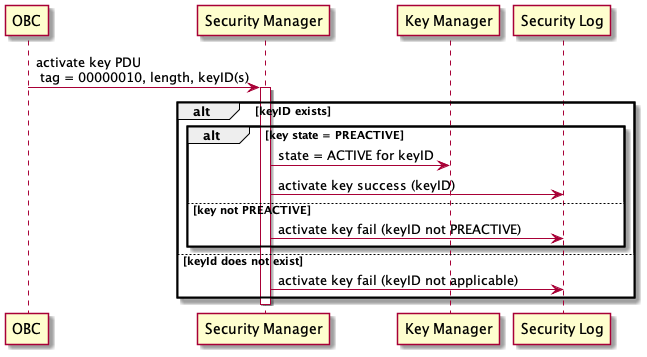 OBC Security Manager Key Manager Security Log
activate key PDU
tag = 00000010, length, keyID(s)
alt [keyID exists]
alt [key state = PREACTIVE]
state = ACTIVE for keyID
activate key success (keyID)
[key not PREACTIVE]
activate key fail (keyID not PREACTIVE)
[keyId does not exist]
activate key fail (keyID not applicable)
OBC Security Manager Key Manager Security Log